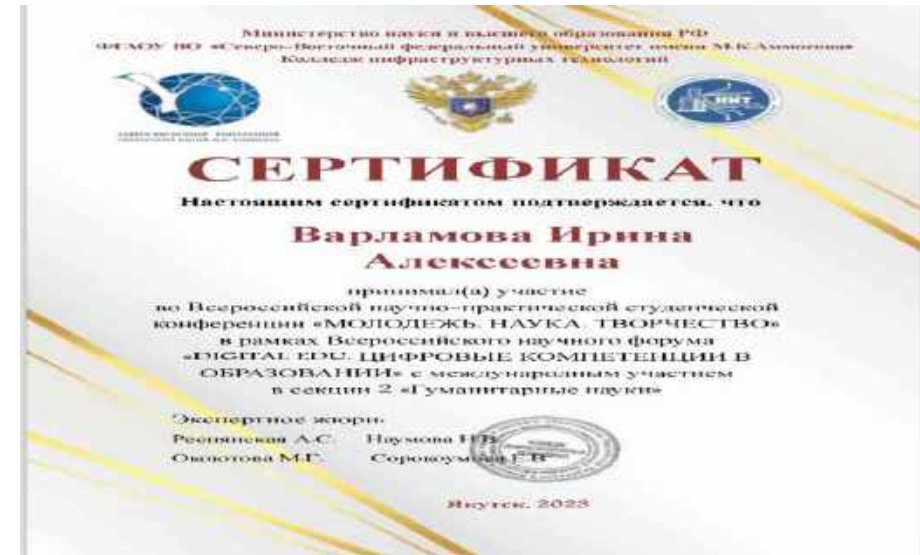 Министерство науки и высшего образования РФ
ФГАОУ ВО «Северо-Восточный федеральный университет имени М.К.Аммосова»
Колледж инфраструктурных технологий
КИТ
СЕРТИФИКАТ
Настоящим сертификатом подтверждается, что
Варламова Ирина
Алексеевна
принимал(а) участие
во Всероссийской научно-практической студенческой
конференции «МОЛОДЕЖЬ. НАУКА. ТВОРЧЕСТВО»
в рамках Всероссийского научного форума
«DIGITAL EDU. ЦИФРОВЫЕ КОМПЕТЕНЦИИ В
ОБРАЗОВАНИИ» с международным участием
в секции 2 «Гуманитарные науки»
Экспертное жюри:
А.С. Наумова
М.Г.
Якутск, 2023